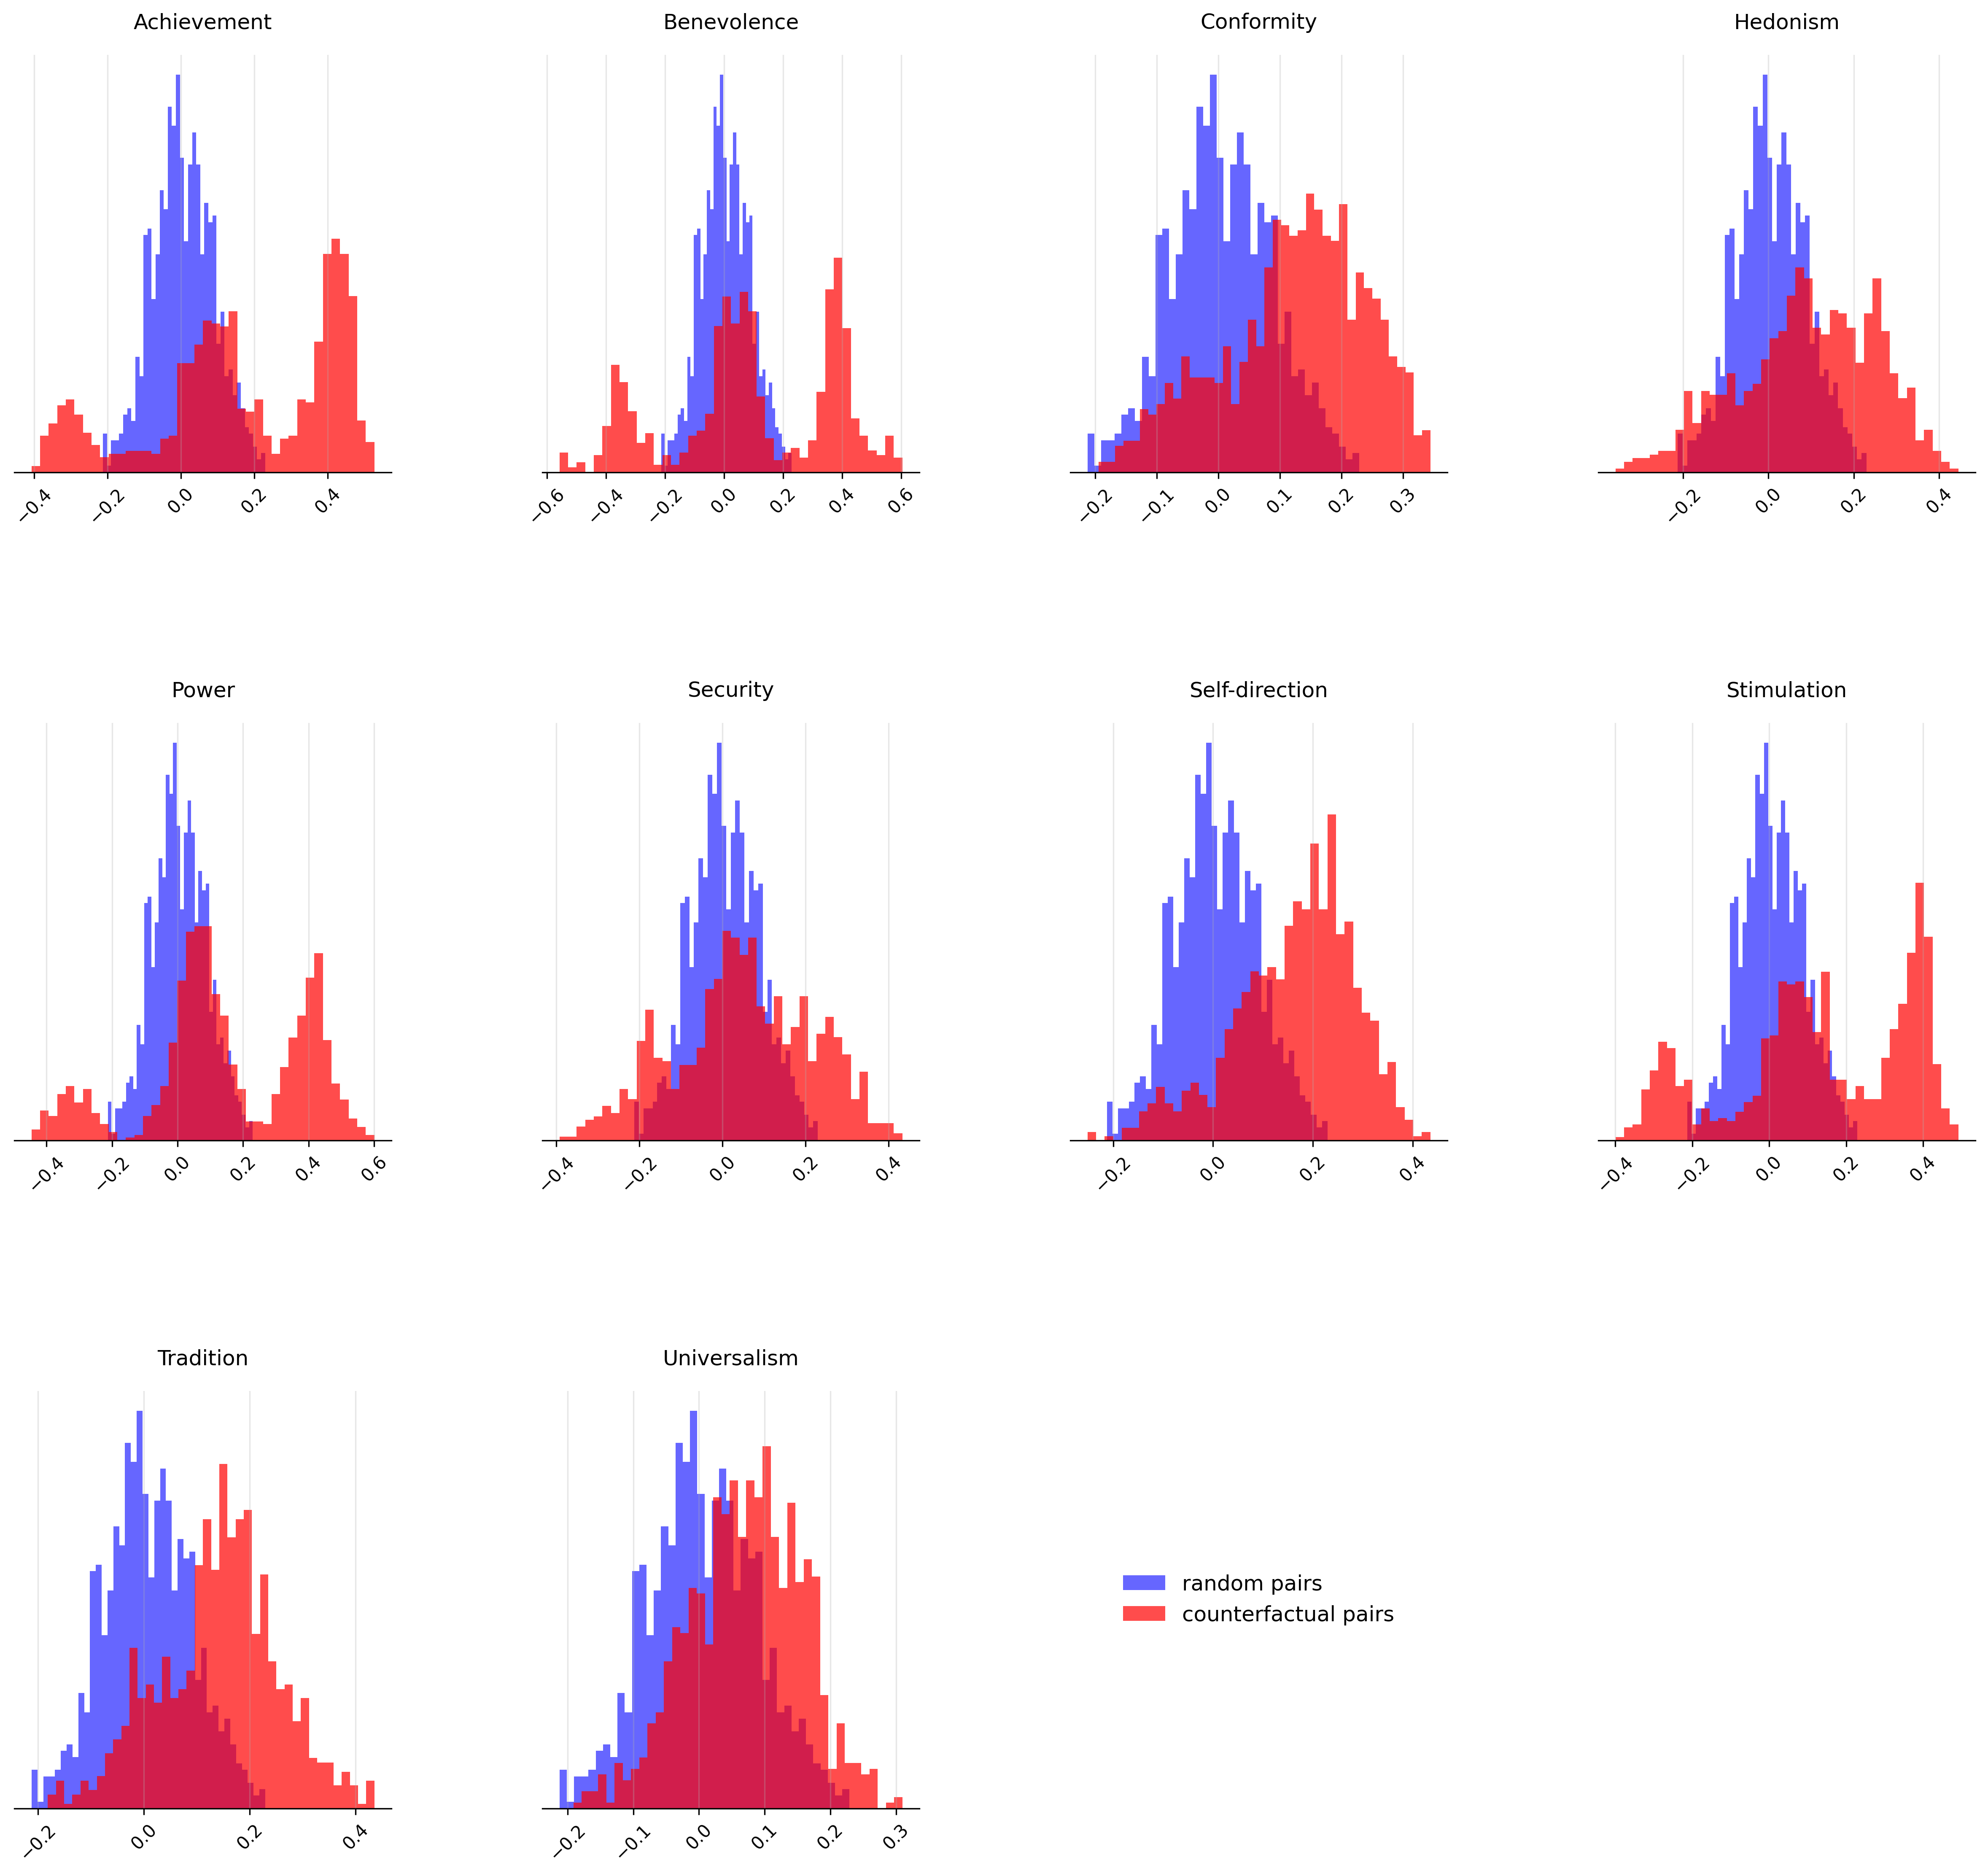 Achievement
Benevolence
Conformity
Hedonism
−0.4 −0.2 0.0 0.2 0.4
−0.6 −0.4 −0.2 0.0 0.2 0.4 0.6
−0.2 −0.1 0.0 0.1 0.2 0.3
−0.2 0.0 0.2 0.4
Power
Security
Self-direction
Stimulation
−0.4 −0.2 0.0 0.2 0.4 0.6
−0.4 −0.2 0.0 0.2 0.4
−0.2 0.0 0.2 0.4
−0.4 −0.2 0.0 0.2 0.4
Tradition
Universalism
random pairs
counterfactual pairs
−0.2 0.0 0.2 0.4
−0.2 −0.1 0.0 0.1 0.2 0.3